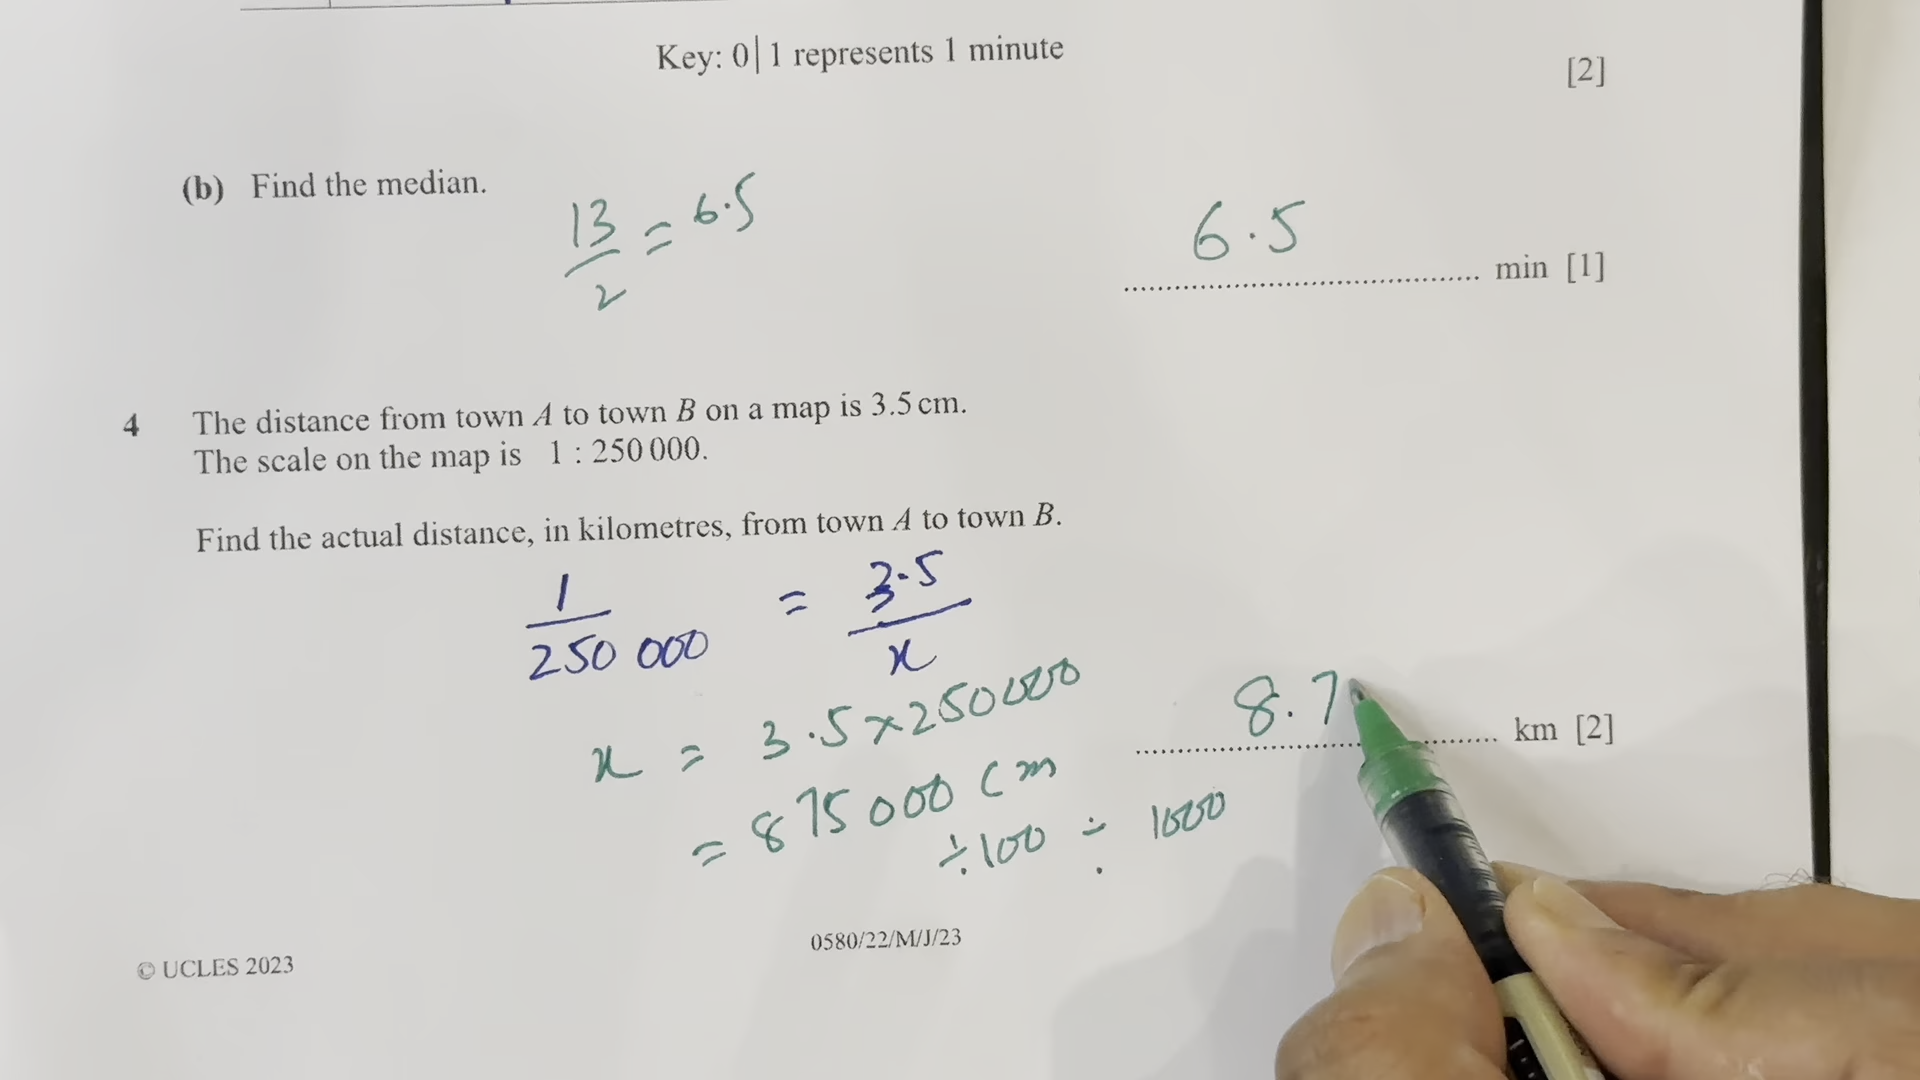 Key: 0|1 represents 1 minute
[2]
(b) Find the median.
13/2 = 6.5
6.5
min [1]
4 The distance from town A to town B on a map is 3.5 cm.
The scale on the map is 1 : 250 000.
Find the actual distance, in kilometres, from town A to town B.
1/250 000 = 3.5/x
x = 3.5 × 250000
8.7
km [2]
= 875000 cm
÷100 ÷ 1000
0580/22/M/J/23
© UCLES 2023